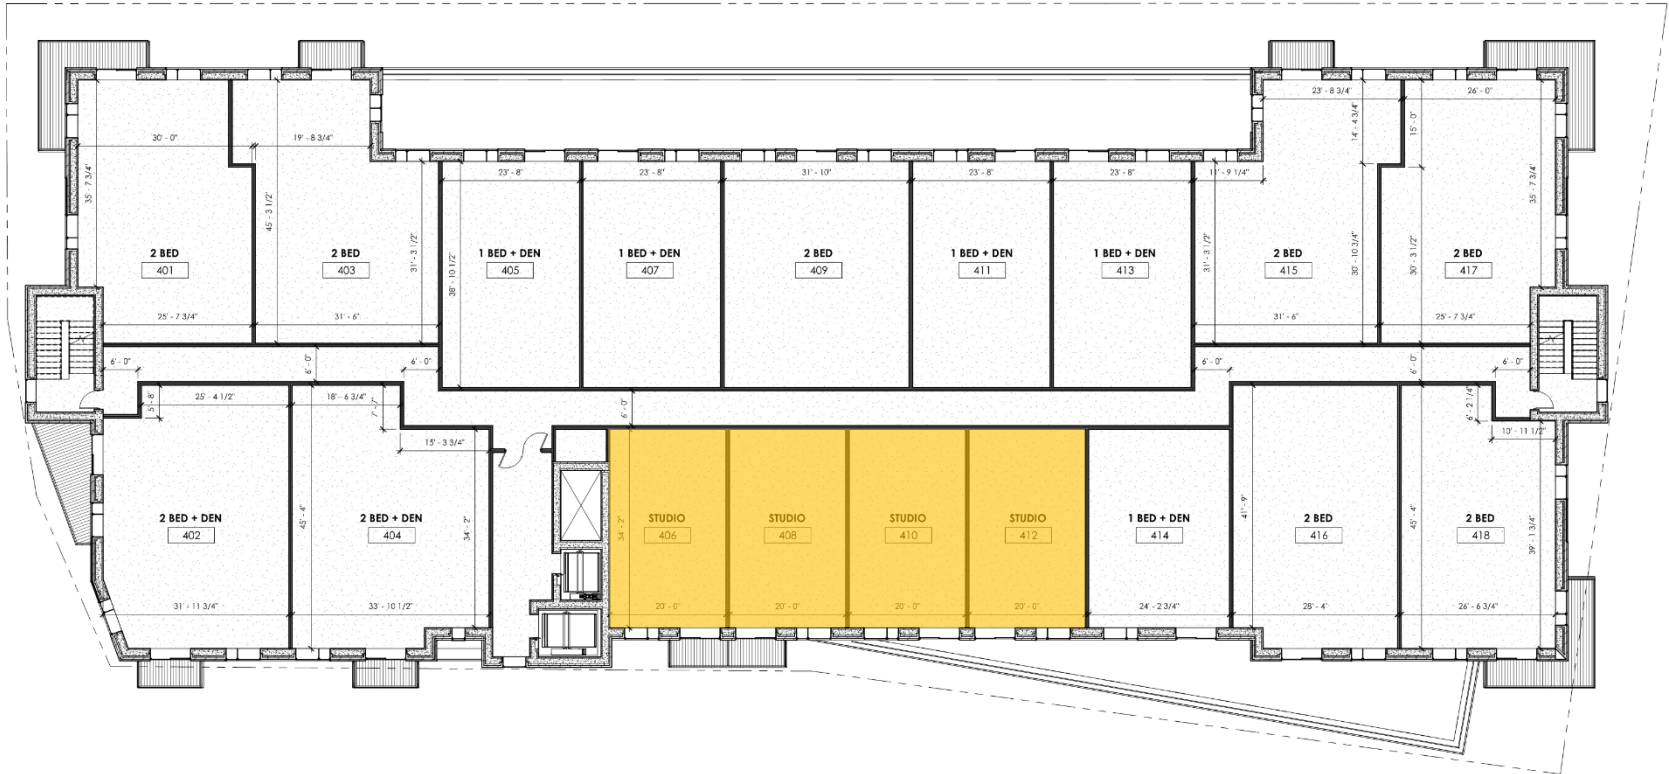 23' - 8 3/4"
26' - 0"
14' - 4 3/4"
15' - 0"
30' - 0"
19' - 8 3/4"
35' - 7 3/4"
45' - 3 1/2"
31' - 3 1/2"
38' - 10 1/2"
23' - 8"
23' - 8"
31' - 10"
23' - 8"
23' - 8"
11' - 9 1/4"
31' - 3 1/2"
30' - 10 3/4"
30' - 3 1/2"
35' - 7 3/4"
2 BED
401
2 BED
403
1 BED + DEN
405
1 BED + DEN
407
2 BED
409
1 BED + DEN
411
1 BED + DEN
413
2 BED
415
2 BED
417
25' - 7 3/4"
31' - 6"
31' - 6"
25' - 7 3/4"
6' - 0"
6' - 0"
6' - 0"
6' - 0"
6' - 0"
6' - 0"
6' - 0"
5' - 8"
25' - 4 1/2"
18' - 6 3/4"
7' - 7"
15' - 3 3/4"
6' - 2 1/4"
10' - 11 1/2"
45' - 4"
34' - 2"
34' - 2"
41' - 9"
45' - 4"
39' - 1 3/4"
2 BED + DEN
402
2 BED + DEN
404
STUDIO
406
STUDIO
408
STUDIO
410
STUDIO
412
1 BED + DEN
414
2 BED
416
2 BED
418
31' - 11 3/4"
33' - 10 1/2"
20' - 0"
20' - 0"
20' - 0"
20' - 0"
24' - 2 3/4"
28' - 4"
26' - 6 3/4"